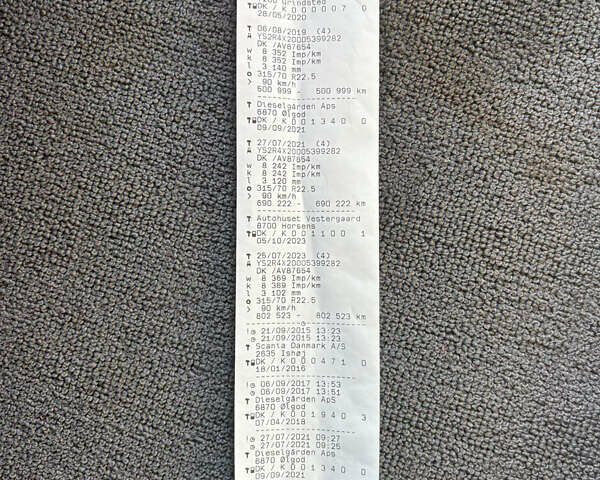 Grindsted
DK / K 0 0 0 0 0 7 0
28/05/2020
06/08/2019 (4)
YS2R4X20005399282
DK /AV87654
w 8 352 Imp/km
k 8 352 Imp/km
l 3 140 mm
315/70 R22.5
> 90 km/h
500 999 - 500 999 km
Dieselgården Aps
6870 Ølgod
DK / K 0 0 1 3 4 0 0
09/09/2021
27/07/2021 (4)
YS2R4X20005399282
DK /AV87654
w 8 242 Imp/km
k 8 242 Imp/km
l 3 120 mm
315/70 R22.5
> 90 km/h
690 222 - 690 222 km
Autohuset Vestergaard
8700 Horsens
DK / K 0 0 1 1 0 0 1
05/10/2023
25/07/2023 (4)
YS2R4X20005399282
DK /AV87654
w 8 369 Imp/km
k 8 369 Imp/km
l 3 102 mm
315/70 R22.5
> 90 km/h
802 523 - 802 523 km
! 21/09/2015 13:23
21/09/2015 13:23
Scania Danmark A/S
2635 Ishøj
DK / K 0 0 0 4 7 1 0
18/01/2016
! 06/09/2017 13:53
06/09/2017 13:51
Dieselgården ApS
6870 Ølgod
DK / K 0 0 1 9 4 0 3
07/04/2018
! 27/07/2021 09:27
27/07/2021 09:25
Dieselgården Aps
6870 Ølgod
DK / K 0 0 1 3 4 0 0
09/09/2021